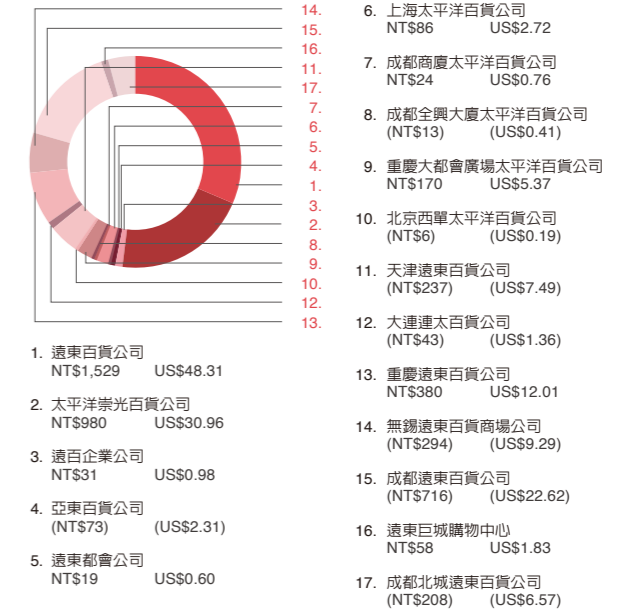 14.
15.
16.
11.
17.
7.
6.
5.
4.
1.
3.
2.
8.
9.
10.
12.
13.
1. 遠東百貨公司
NT$1,529 US$48.31
2. 太平洋崇光百貨公司
NT$980 US$30.96
3. 遠百企業公司
NT$31 US$0.98
4. 亞東百貨公司
(NT$73) (US$2.31)
5. 遠東都會公司
NT$19 US$0.60
6. 上海太平洋百貨公司
NT$86 US$2.72
7. 成都商廈太平洋百貨公司
NT$24 US$0.76
8. 成都全興大廈太平洋百貨公司
(NT$13) (US$0.41)
9. 重慶大都會廣場太平洋百貨公司
NT$170 US$5.37
10. 北京西單太平洋百貨公司
(NT$6) (US$0.19)
11. 天津遠東百貨公司
(NT$237) (US$7.49)
12. 大連連太百貨公司
(NT$43) (US$1.36)
13. 重慶遠東百貨公司
NT$380 US$12.01
14. 無錫遠東百貨商場公司
(NT$294) (US$9.29)
15. 成都遠東百貨公司
(NT$716) (US$22.62)
16. 遠東巨城購物中心
NT$58 US$1.83
17. 成都北城遠東百貨公司
(NT$208) (US$6.57)